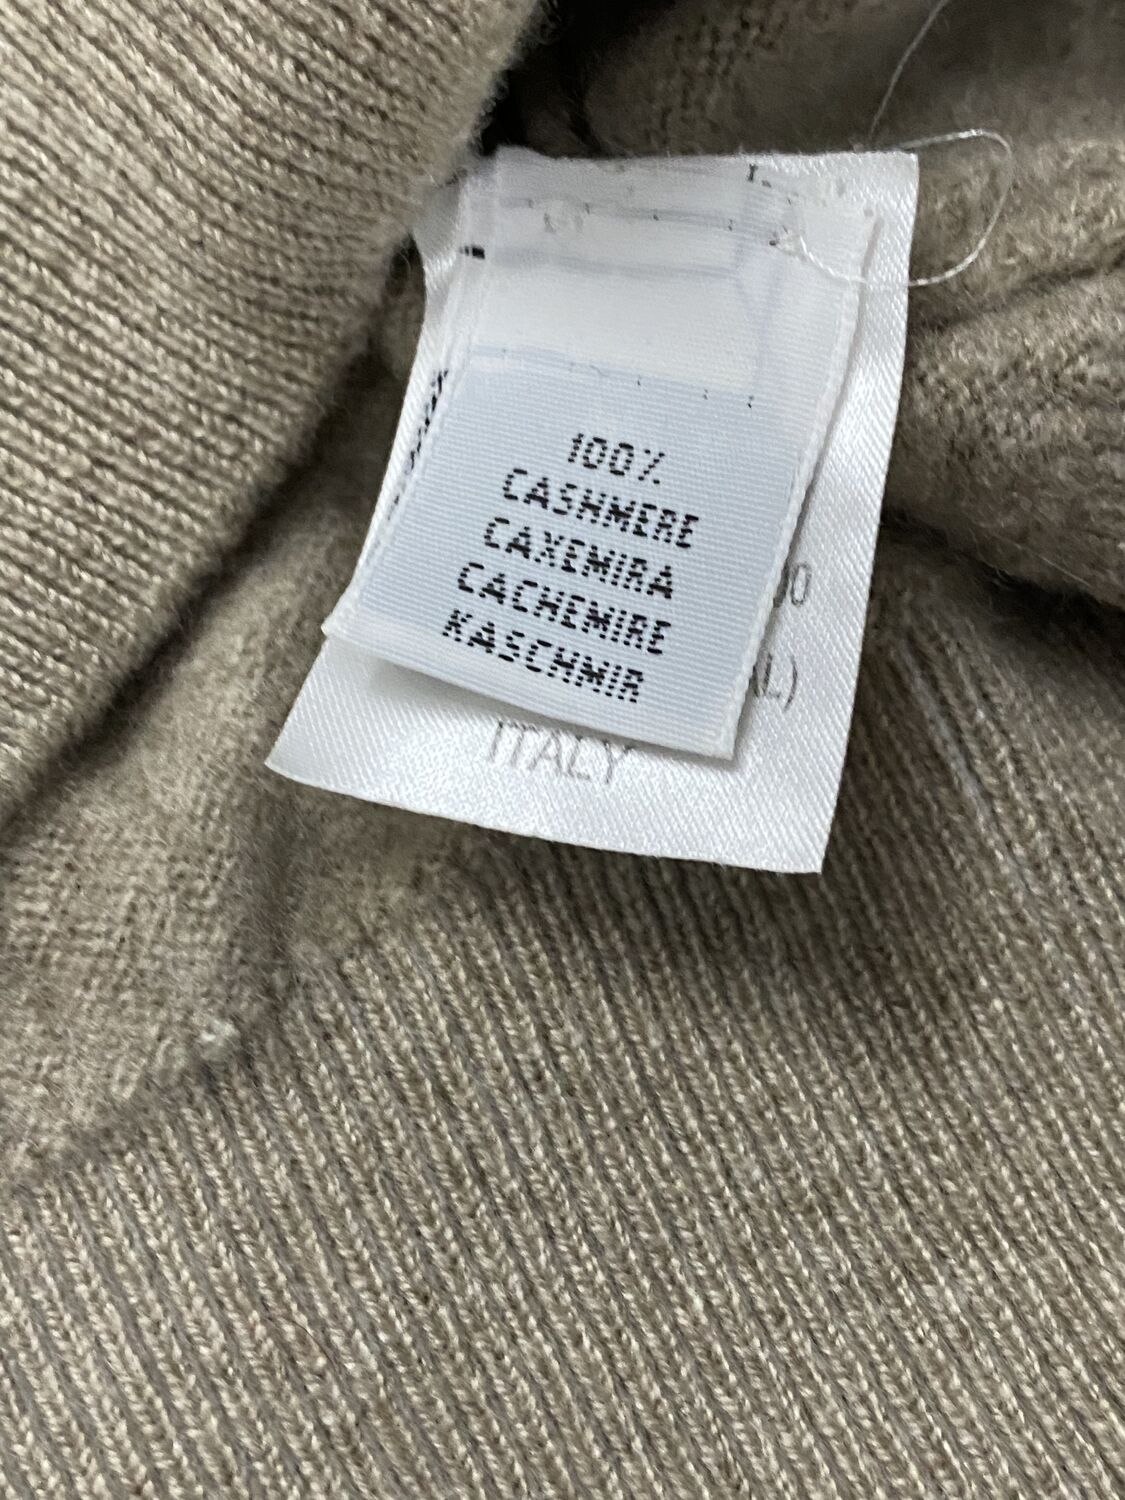 100%
CASHMERE
CAXEMIRA
CACHEMIRE
KASCHMIR
ITALY